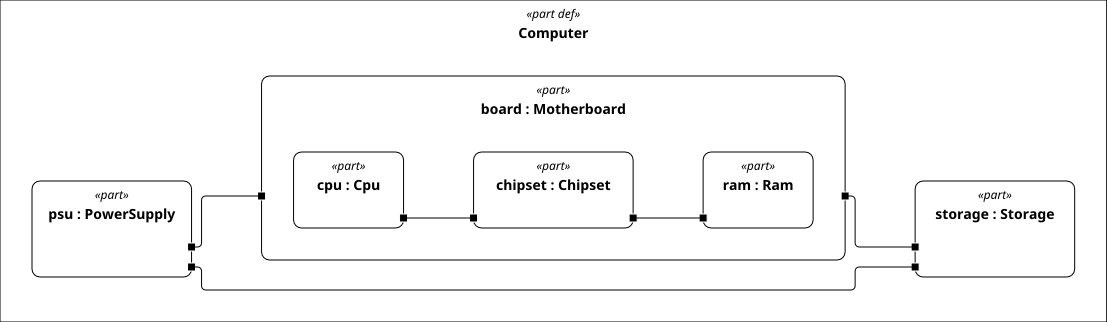 «part def»
Computer
«part»
board : Motherboard
«part»
cpu : Cpu
«part»
chipset : Chipset
«part»
ram : Ram
«part»
psu : PowerSupply
«part»
storage : Storage